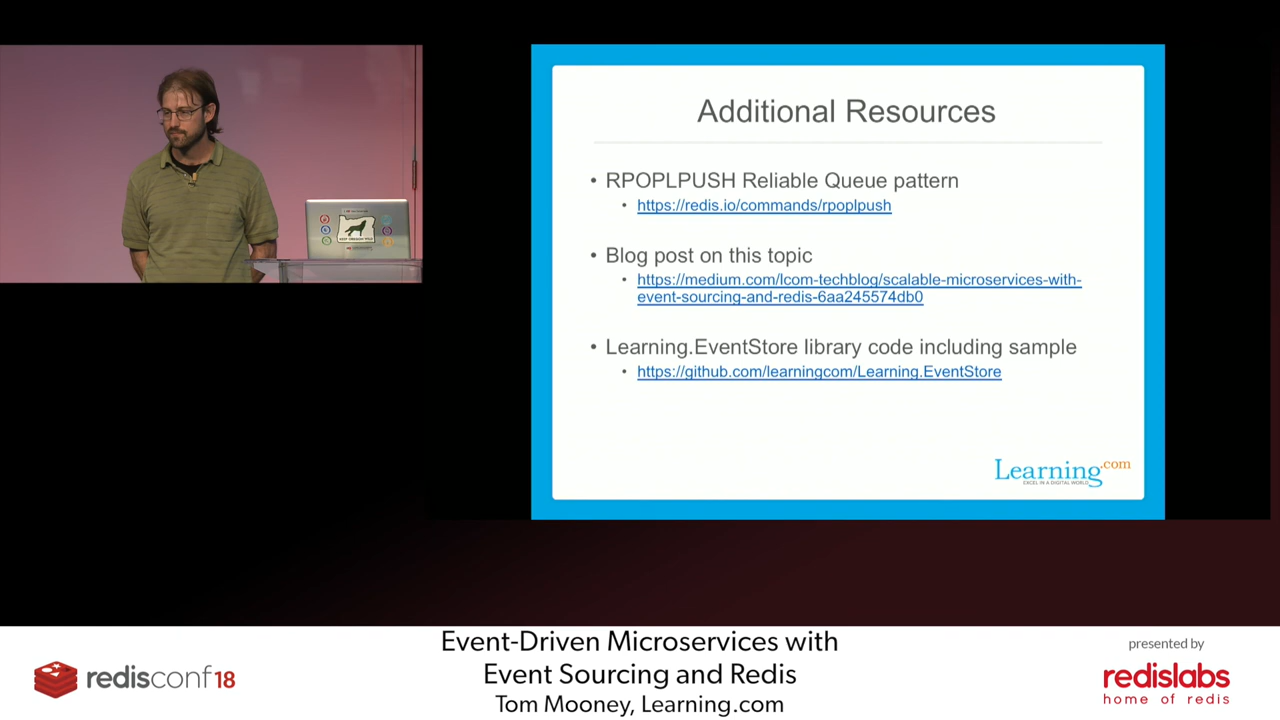 Additional Resources
• RPOPLPUSH Reliable Queue pattern
• https://redis.io/commands/rpoplpush
• Blog post on this topic
• https://medium.com/lcom-techblog/scalable-microservices-with-
event-sourcing-and-redis-6aa245574db0
• Learning.EventStore library code including sample
• https://github.com/learningcom/Learning.EventStore
Learning.com
EXCEL IN A DIGITAL WORLD
KEEP OREGON WILD
Event-Driven Microservices with
Event Sourcing and Redis
Tom Mooney, Learning.com
redisconf18
presented by
redislabs
home of redis